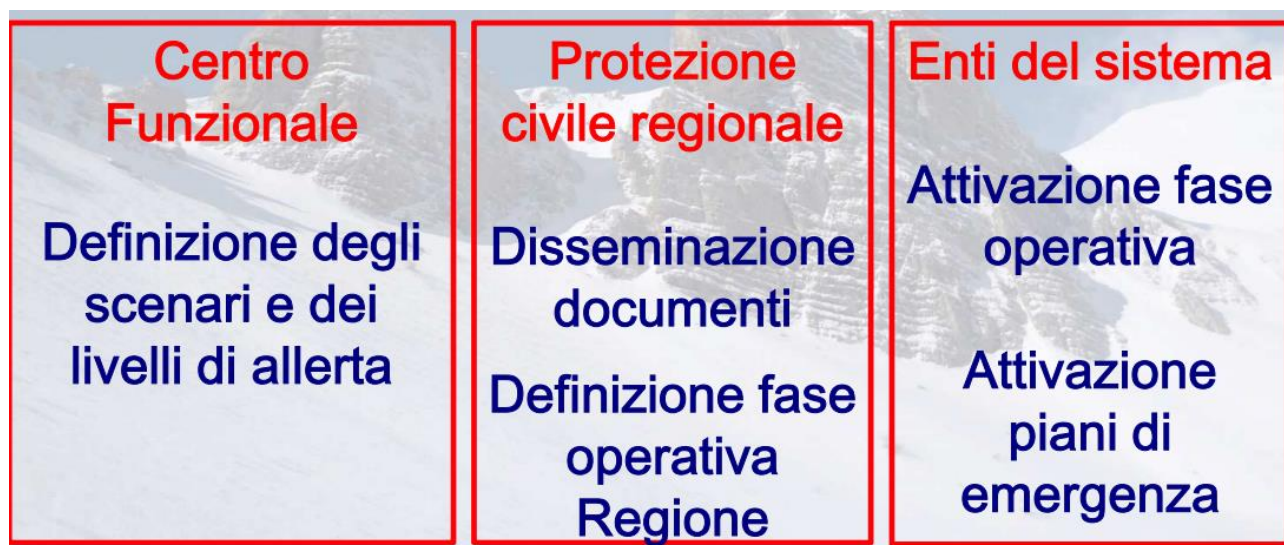 Centro
Funzionale
Definizione degli
scenari e dei
livelli di allerta
Protezione
civile regionale
Disseminazione
documenti
Definizione fase
operativa
Regione
Enti del sistema
Attivazione fase
operativa
Attivazione
piani di
emergenza